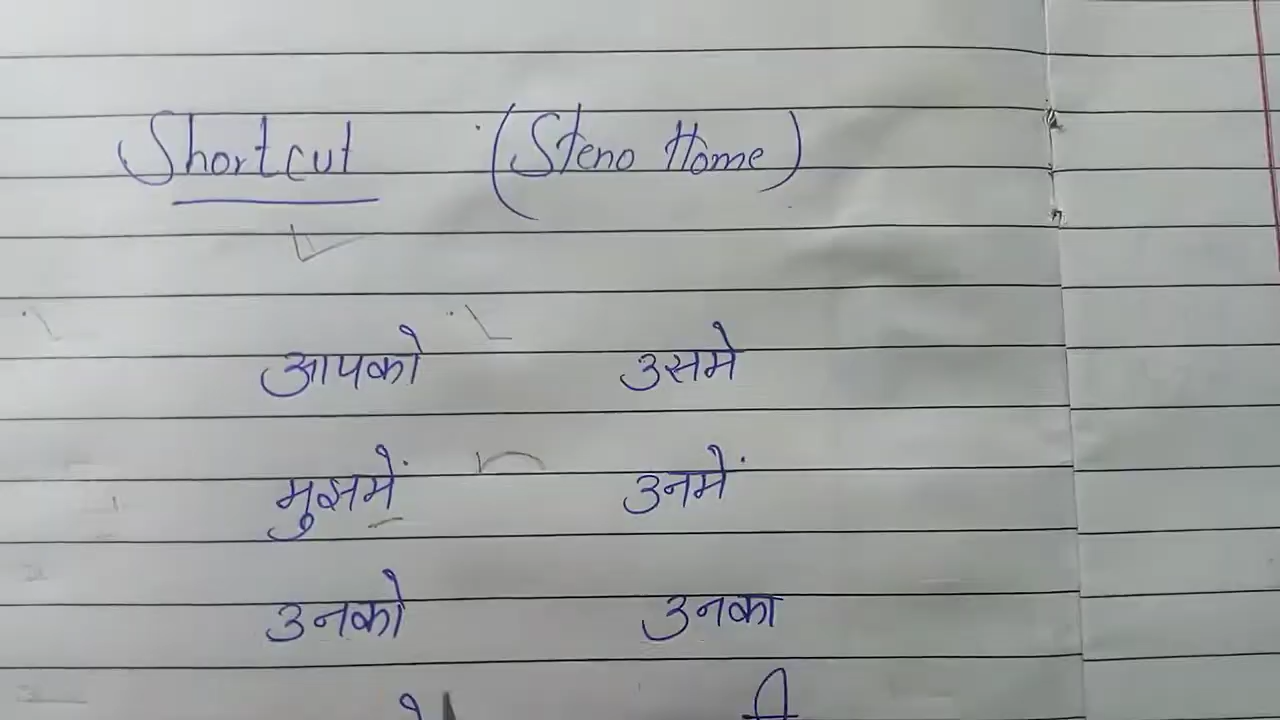 Shortcut (Steno Home)
आपको उसमे
मुझमें उनमें
उनको उनका